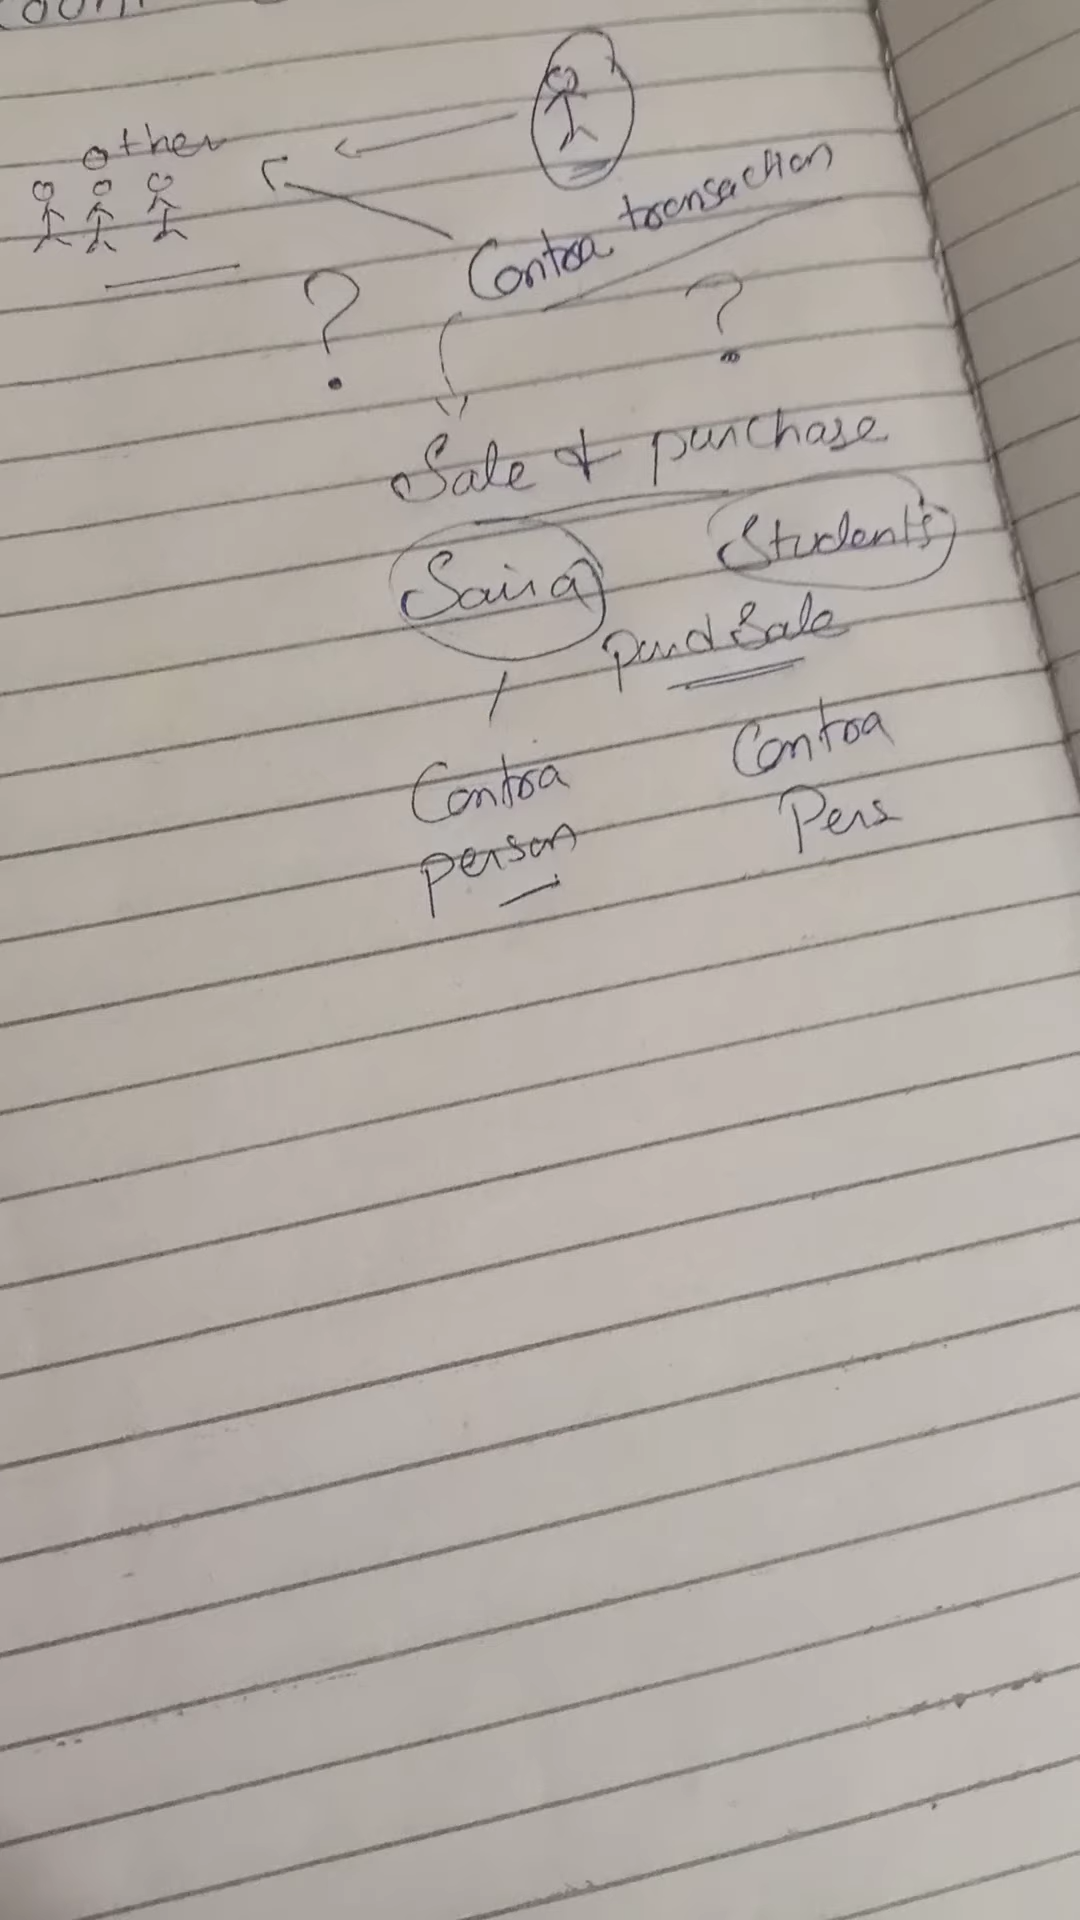 other
Contra transaction
?
?
Sale & purchase
Saira
Students
purd Sale
Contra
person
Contra
Pers